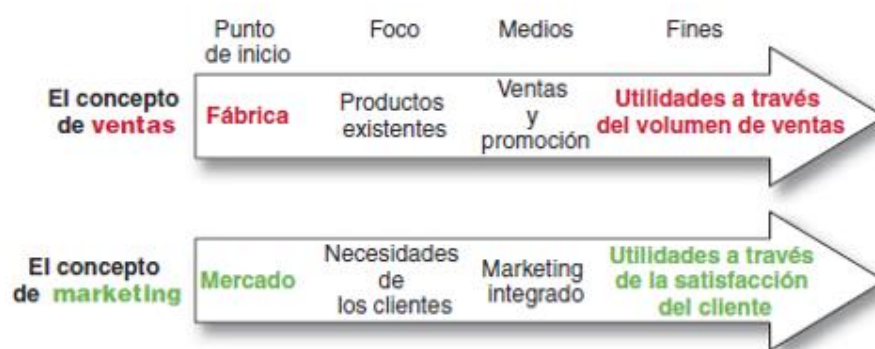 Punto
de inicio
Foco
Medios
Fines
El concepto
de ventas
Fábrica
Productos
existentes
Ventas
y
promoción
Utilidades a través
del volumen de ventas
El concepto
de marketing
Mercado
Necesidades
de
los clientes
Marketing
integrado
Utilidades a través
de la satisfacción
del cliente